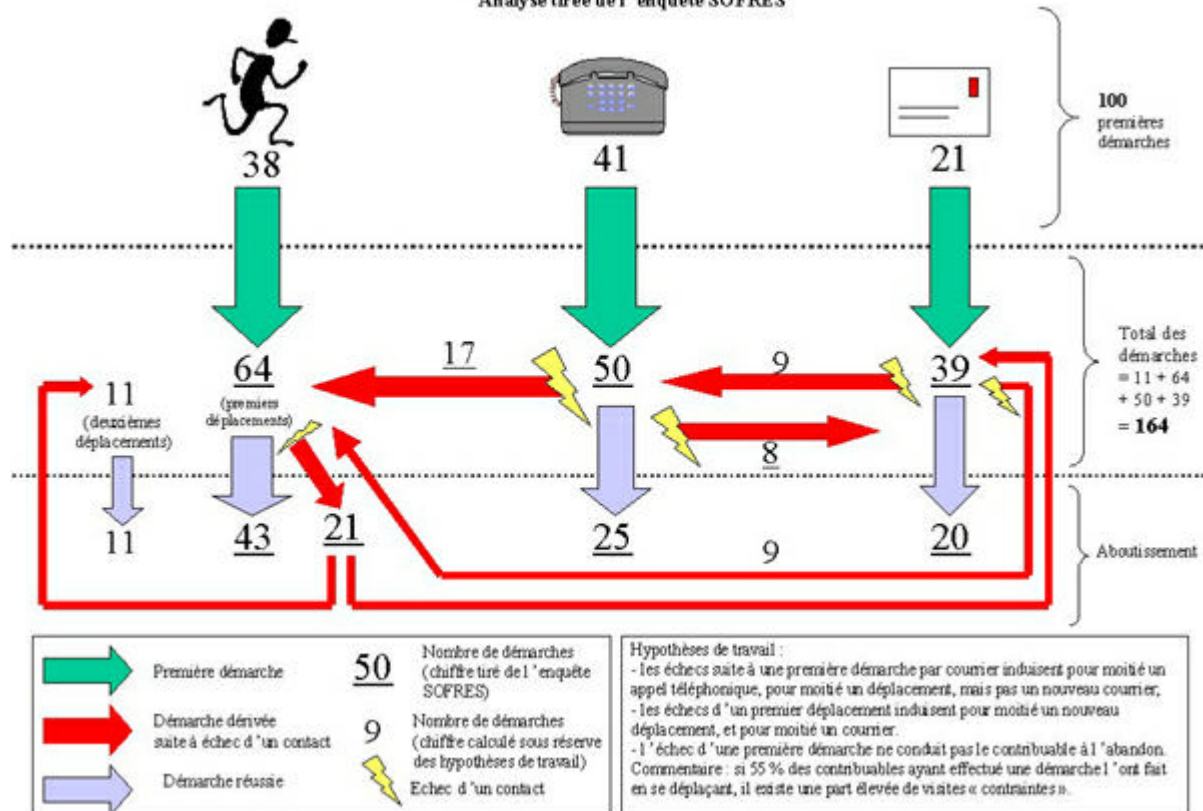 Analyse tirée de l'enquête SOFRES
38
41
21
100
premières
démarches
64
(premiers
déplacements)
17
50
9
39
11
(deuxièmes
déplacements)
8
Total des
démarches
= 11 + 64
+ 50 + 39
= 164
11
43
21
25
9
20
Aboutissement
Première démarche
Démarche dérivée
suite à échec d'un contact
Démarche réussie
50
Nombre de démarches
(chiffre tiré de l'enquête
SOFRES)
9
Nombre de démarches
(chiffre calculé sous réserve
des hypothèses de travail)
Echec d'un contact
Hypothèses de travail :
- les échecs suite à une première démarche par courrier induisent pour moitié un
appel téléphonique, pour moitié un déplacement, mais pas un nouveau courrier,
- les échecs d'un premier déplacement induisent pour moitié un nouveau
déplacement, et pour moitié un courrier.
- l'échec d'une première démarche ne conduit pas le contribuable à l'abandon.
Commentaire : si 55 % des contribuables ayant effectué une démarche l'ont fait
en se déplaçant, il existe une part élevée de visites « contraintes ».